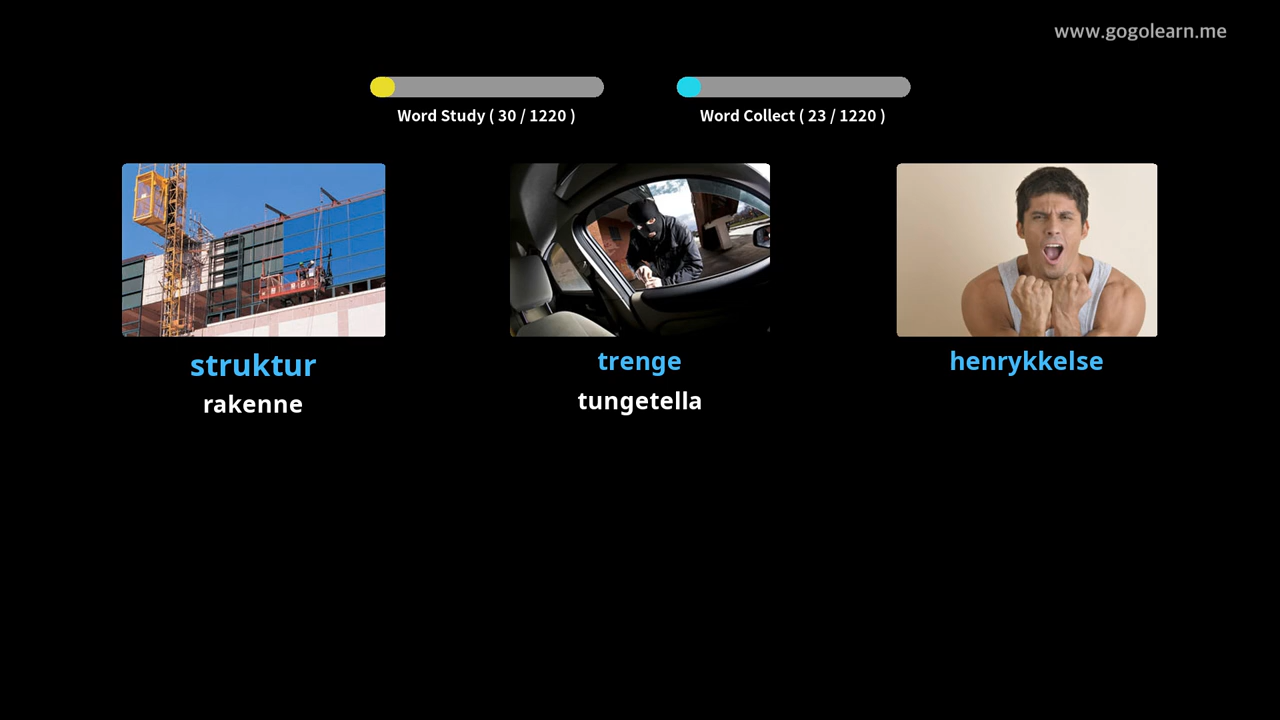 www.gogolearn.me
Word Study ( 30 / 1220 )
Word Collect ( 23 / 1220 )
struktur
rakenne
trenge
tungetella
henrykkelse